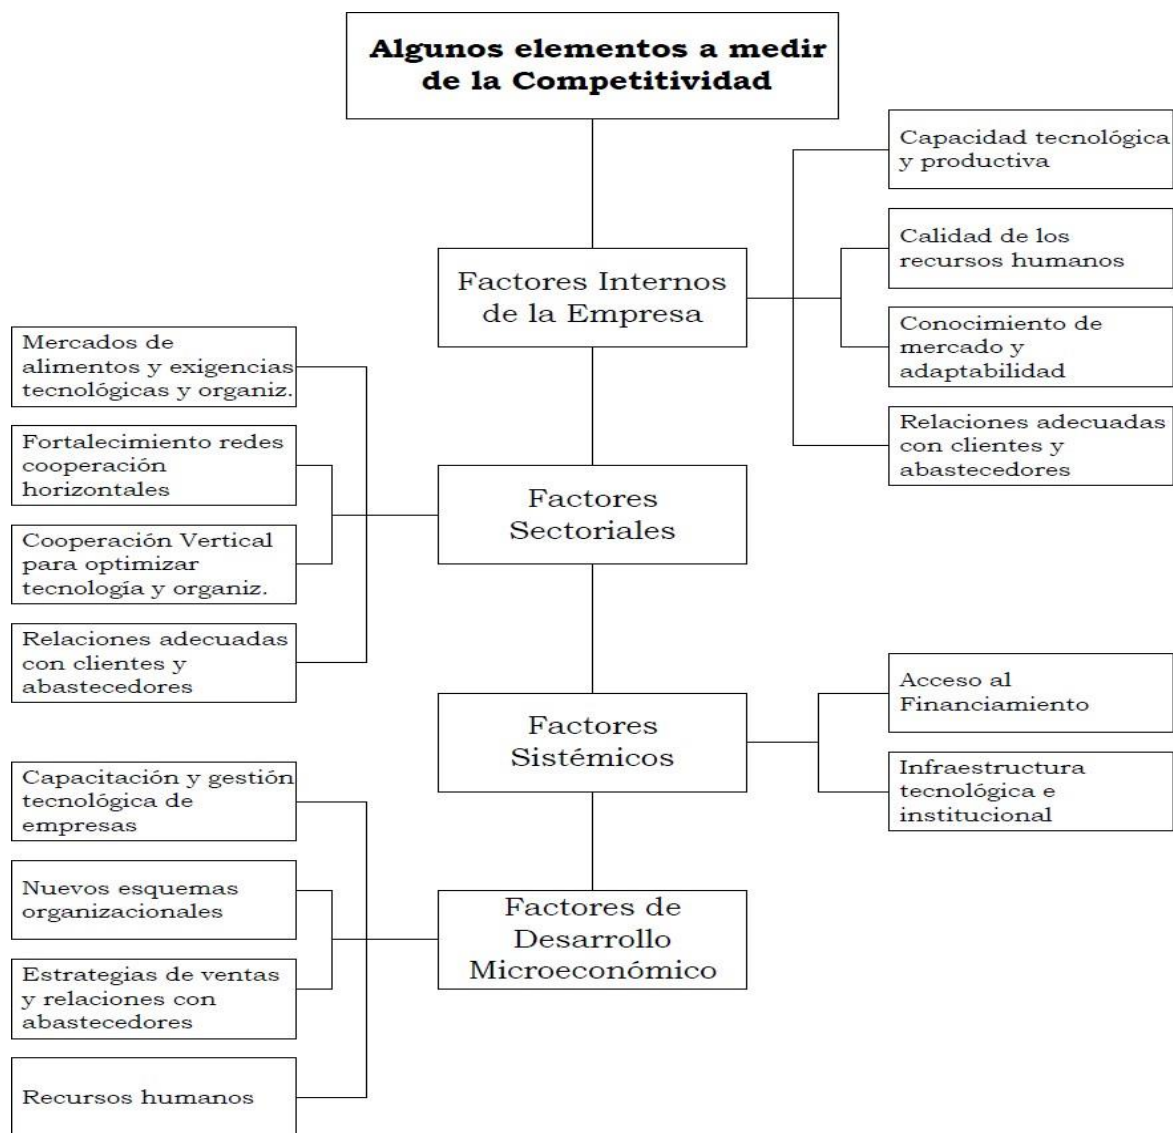 Algunos elementos a medir
de la Competitividad
Factores Internos
de la Empresa
Capacidad tecnológica
y productiva
Calidad de los
recursos humanos
Conocimiento de
mercado y
adaptabilidad
Relaciones adecuadas
con clientes y
abastecedores
Factores
Sectoriales
Mercados de
alimentos y exigencias
tecnológicas y organiz.
Fortalecimiento redes
cooperación
horizontales
Cooperación Vertical
para optimizar
tecnología y organiz.
Relaciones adecuadas
con clientes y
abastecedores
Factores
Sistémicos
Acceso al
Financiamiento
Infraestructura
tecnológica e
institucional
Factores de
Desarrollo
Microeconómico
Capacitación y gestión
tecnológica de
empresas
Nuevos esquemas
organizacionales
Estrategias de ventas
y relaciones con
abastecedores
Recursos humanos